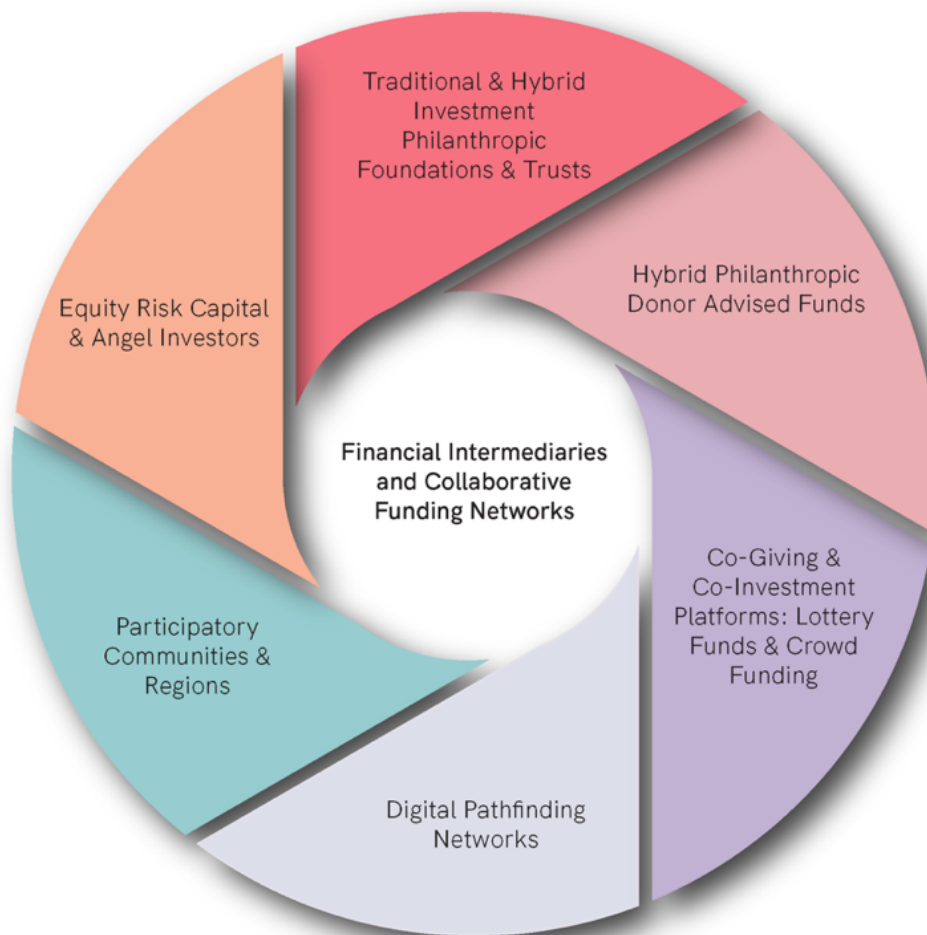 Traditional & Hybrid
Investment
Philanthropic
Foundations & Trusts
Hybrid Philanthropic
Donor Advised Funds
Equity Risk Capital
& Angel Investors
Financial Intermediaries
and Collaborative
Funding Networks
Co-Giving &
Co-Investment
Platforms: Lottery
Funds & Crowd
Funding
Participatory
Communities &
Regions
Digital Pathfinding
Networks